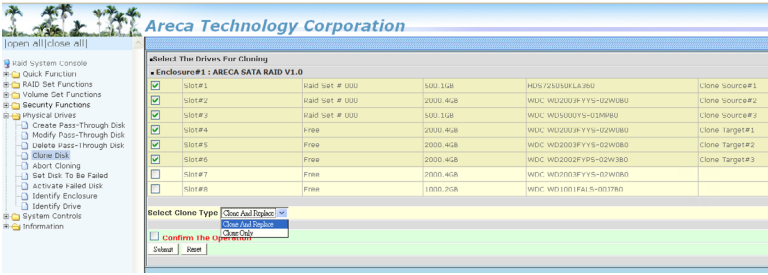 Areca Technology Corporation
|open all|close all|
Raid System Console
Quick Function
RAID Set Functions
Volume Set Functions
Security Functions
Physical Drives
Create Pass-Through Disk
Modify Pass-Through Disk
Delete Pass-Through Disk
Clone Disk
Abort Cloning
Set Disk To Be Failed
Activate Failed Disk
Identify Enclosure
Identify Drive
System Controls
Information
Select The Drives For Cloning
Enclosure#1 : ARECA SATA RAID V1.0
Slot#1 Raid Set # 000 500.1GB HDS725050KLA360 Clone Source#1
Slot#2 Raid Set # 000 2000.4GB WDC WD2003FYYS-02W0B0 Clone Source#2
Slot#3 Raid Set # 000 500.1GB WDC WD5000YS-01MPB0 Clone Source#3
Slot#4 Free 2000.4GB WDC WD2003FYYS-02W0B0 Clone Target#1
Slot#5 Free 2000.4GB WDC WD2003FYYS-02W0B0 Clone Target#2
Slot#6 Free 2000.4GB WDC WD2002FYPS-02W3B0 Clone Target#3
Slot#7 Free 2000.4GB WDC WD2003FYYS-02W0B0
Slot#8 Free 1000.2GB WDC WD1001FALS-00J7B0
Select Clone Type Clone And Replace
Clone And Replace
Clone Only
Confirm The Operation
Submit Reset